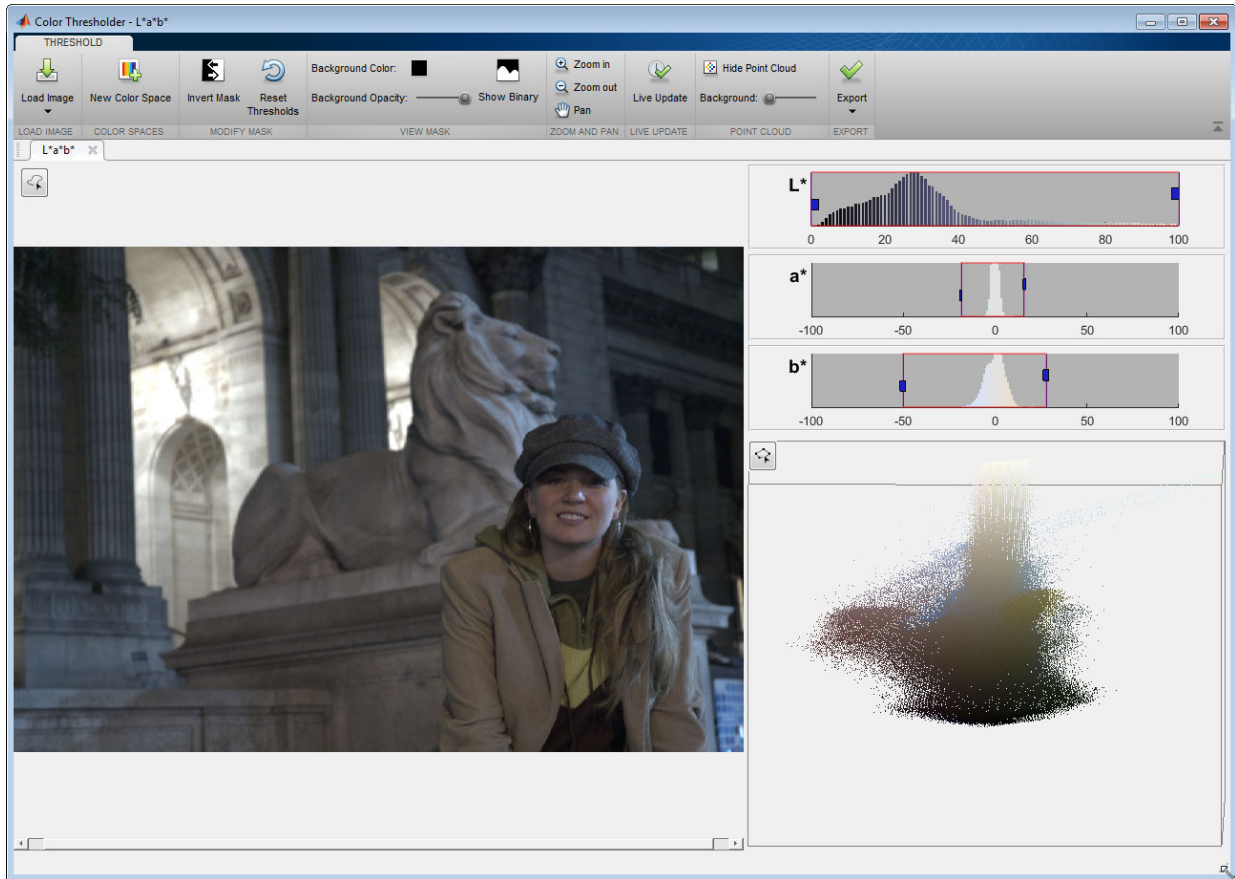 Color Thresholder - L*a*b*
THRESHOLD
Load Image
New Color Space
Invert Mask
Reset
Thresholds
Background Color:
Background Opacity:
Show Binary
Zoom in
Zoom out
Pan
Live Update
Hide Point Cloud
Background:
Export
LOAD IMAGE
COLOR SPACES
MODIFY MASK
VIEW MASK
ZOOM AND PAN
LIVE UPDATE
POINT CLOUD
EXPORT
L*a*b*
L*
0 20 40 60 80 100
a*
-100 -50 0 50 100
b*
-100 -50 0 50 100